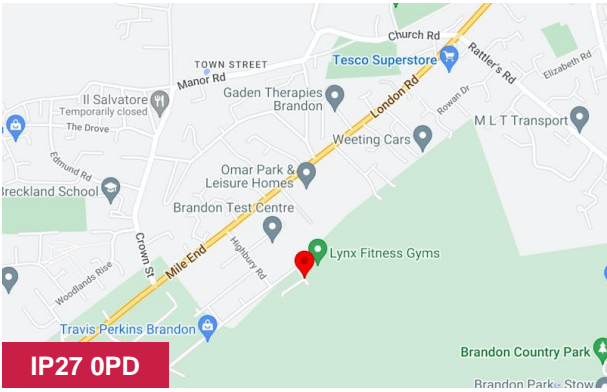 Church Rd
Rattler's Rd
Elizabeth Rd
TOWN STREET
Tesco Superstore
Manor Rd
Gaden Therapies
Brandon
London Rd
Rowan Dr
Il Salvatore
Temporarily closed
M L T Transport
The Drove
Weeting Cars
Edmund Rd
Omar Park &
Leisure Homes
Breckland School
Brandon Test Centre
Crown St
Highbury Rd
Mile End
Lynx Fitness Gyms
Woodlands Rise
Travis Perkins Brandon
Brandon Country Park
IP27 0PD
Brandon Park - Stow